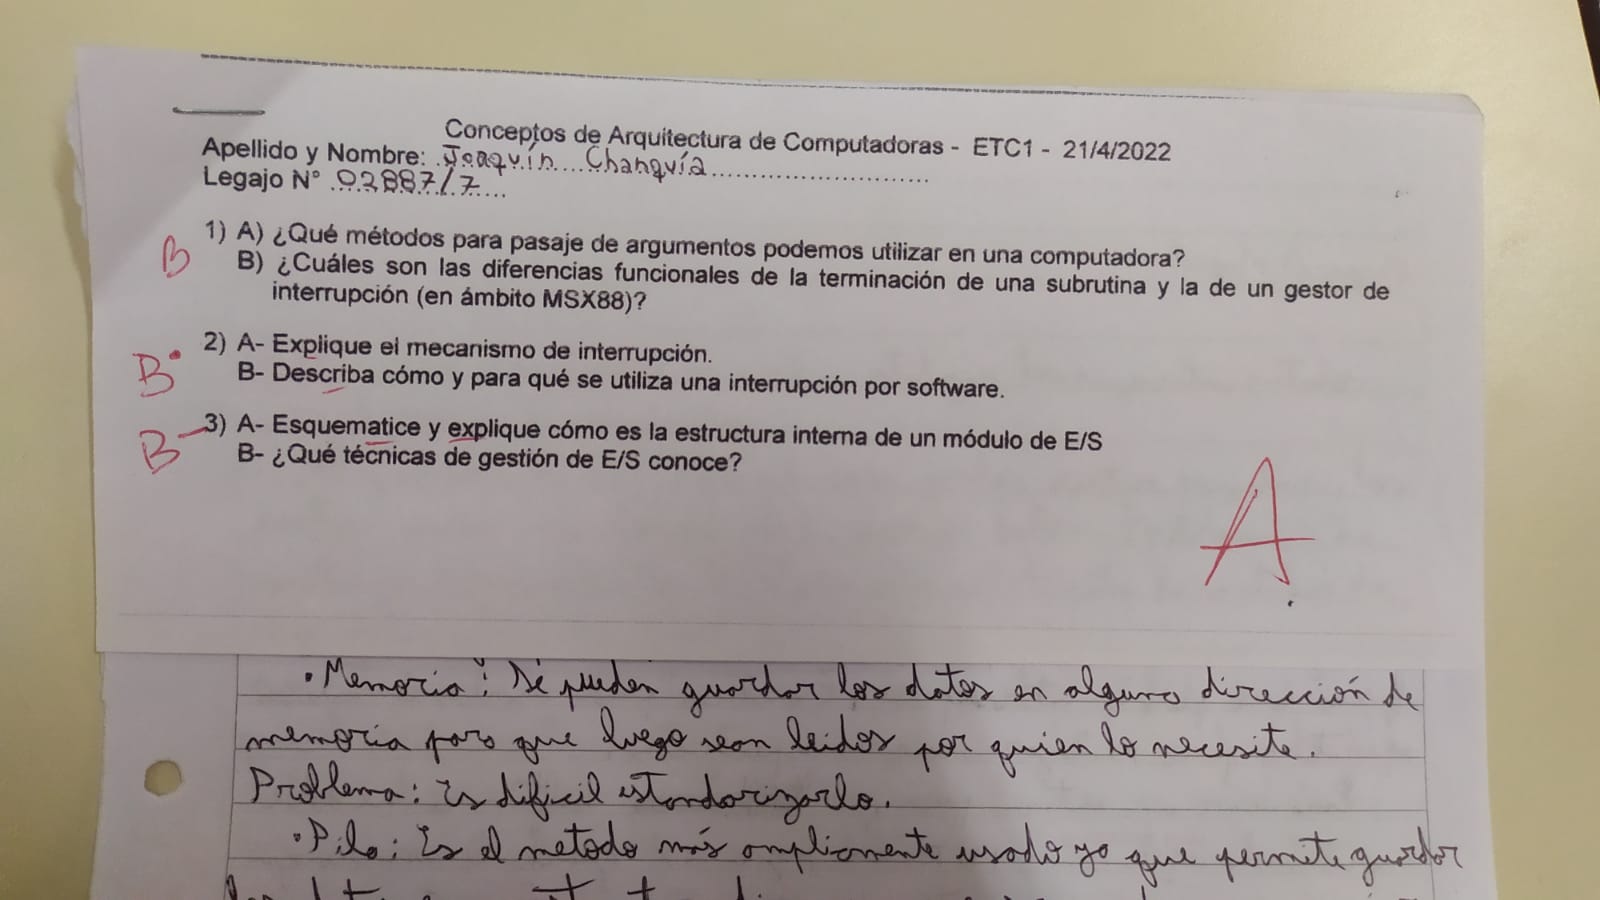 Conceptos de Arquitectura de Computadoras - ETC1 - 21/4/2022
Apellido y Nombre: Joaquín Changuía
Legajo N° 02887/7
1) A) ¿Qué métodos para pasaje de argumentos podemos utilizar en una computadora?
B B) ¿Cuáles son las diferencias funcionales de la terminación de una subrutina y la de un gestor de
interrupción (en ámbito MSX88)?
2) A- Explique el mecanismo de interrupción.
B B- Describa cómo y para qué se utiliza una interrupción por software.
3) A- Esquematice y explique cómo es la estructura interna de un módulo de E/S
B- B- ¿Qué técnicas de gestión de E/S conoce?
A
• Memoria: Se pueden guardar los datos en alguna dirección de
memoria para que luego sean leidos por quien lo necesite.
Problema: Es dificil estandarizarlo.
• Pila: Es el metodo más ampliamente usado ya que permite guardar